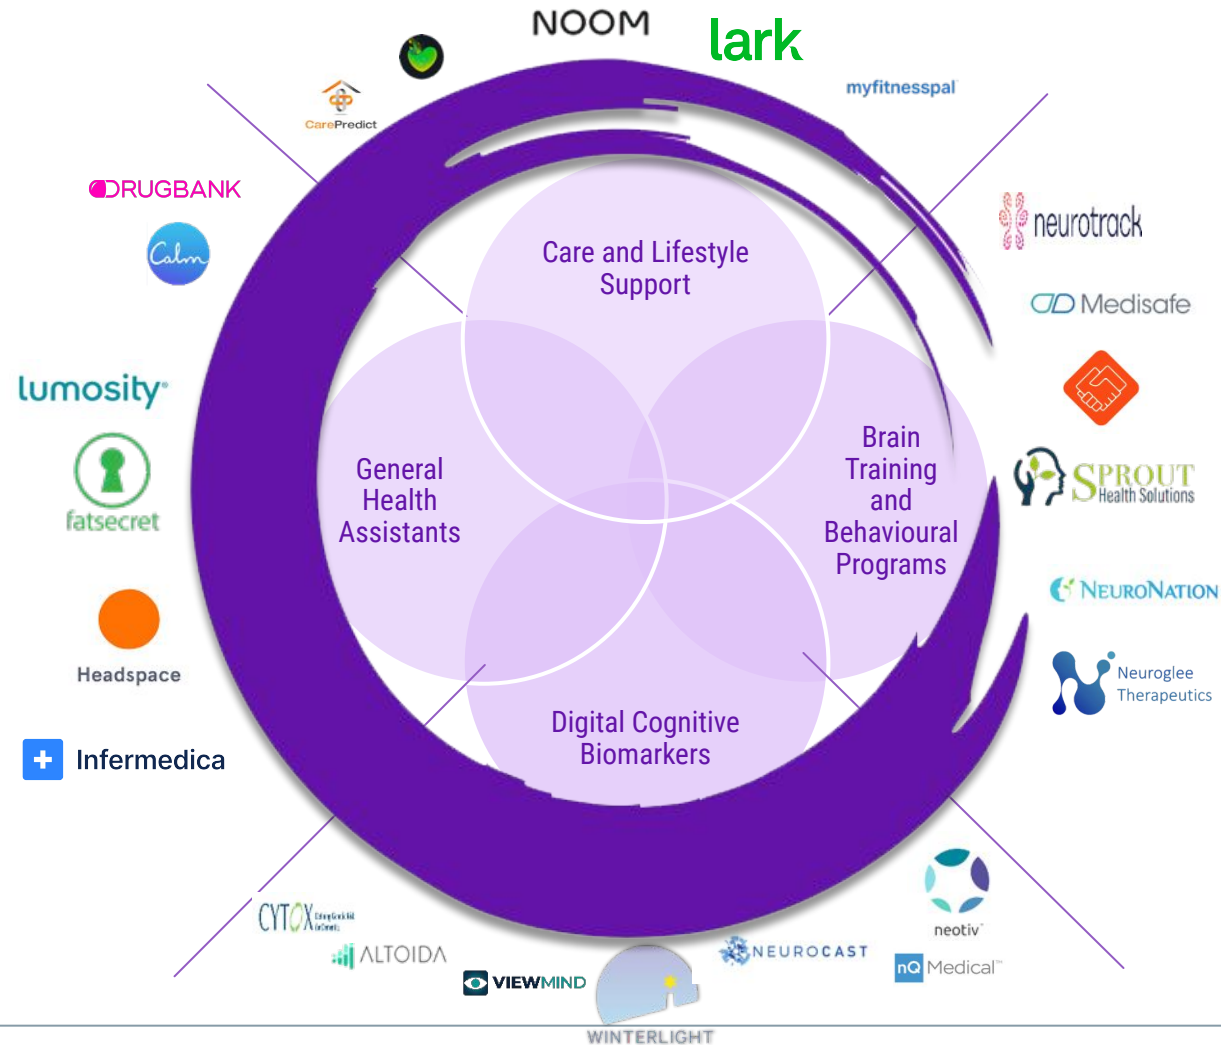 NOOM
lark
myfitnesspal
CarePredict
DRUGBANK
Calm
neurotrack
Care and Lifestyle
Support
Medisafe
lumosity
fatsecret
General
Health
Assistants
Brain
Training
and
Behavioural
Programs
SPROUT
Health Solutions
NEURONATION
Headspace
Neuroglee
Therapeutics
Infermedica
Digital Cognitive
Biomarkers
CYTOX
ALTOIDA
VIEWMIND
WINTERLIGHT
NEUROCAST
neotiv
nQ Medical™